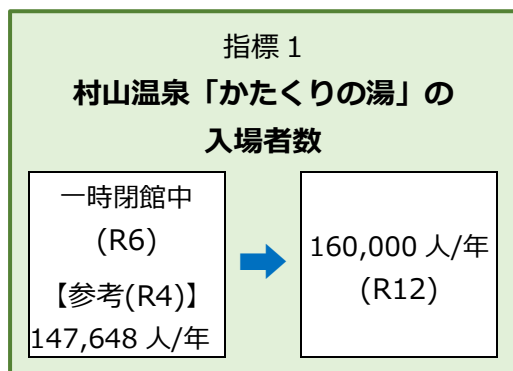 指標１
村山温泉「かたくりの湯」の
入場者数
一時閉館中
(R6)
【参考(R4)】
147,648 人/年
160,000 人/年
(R12)